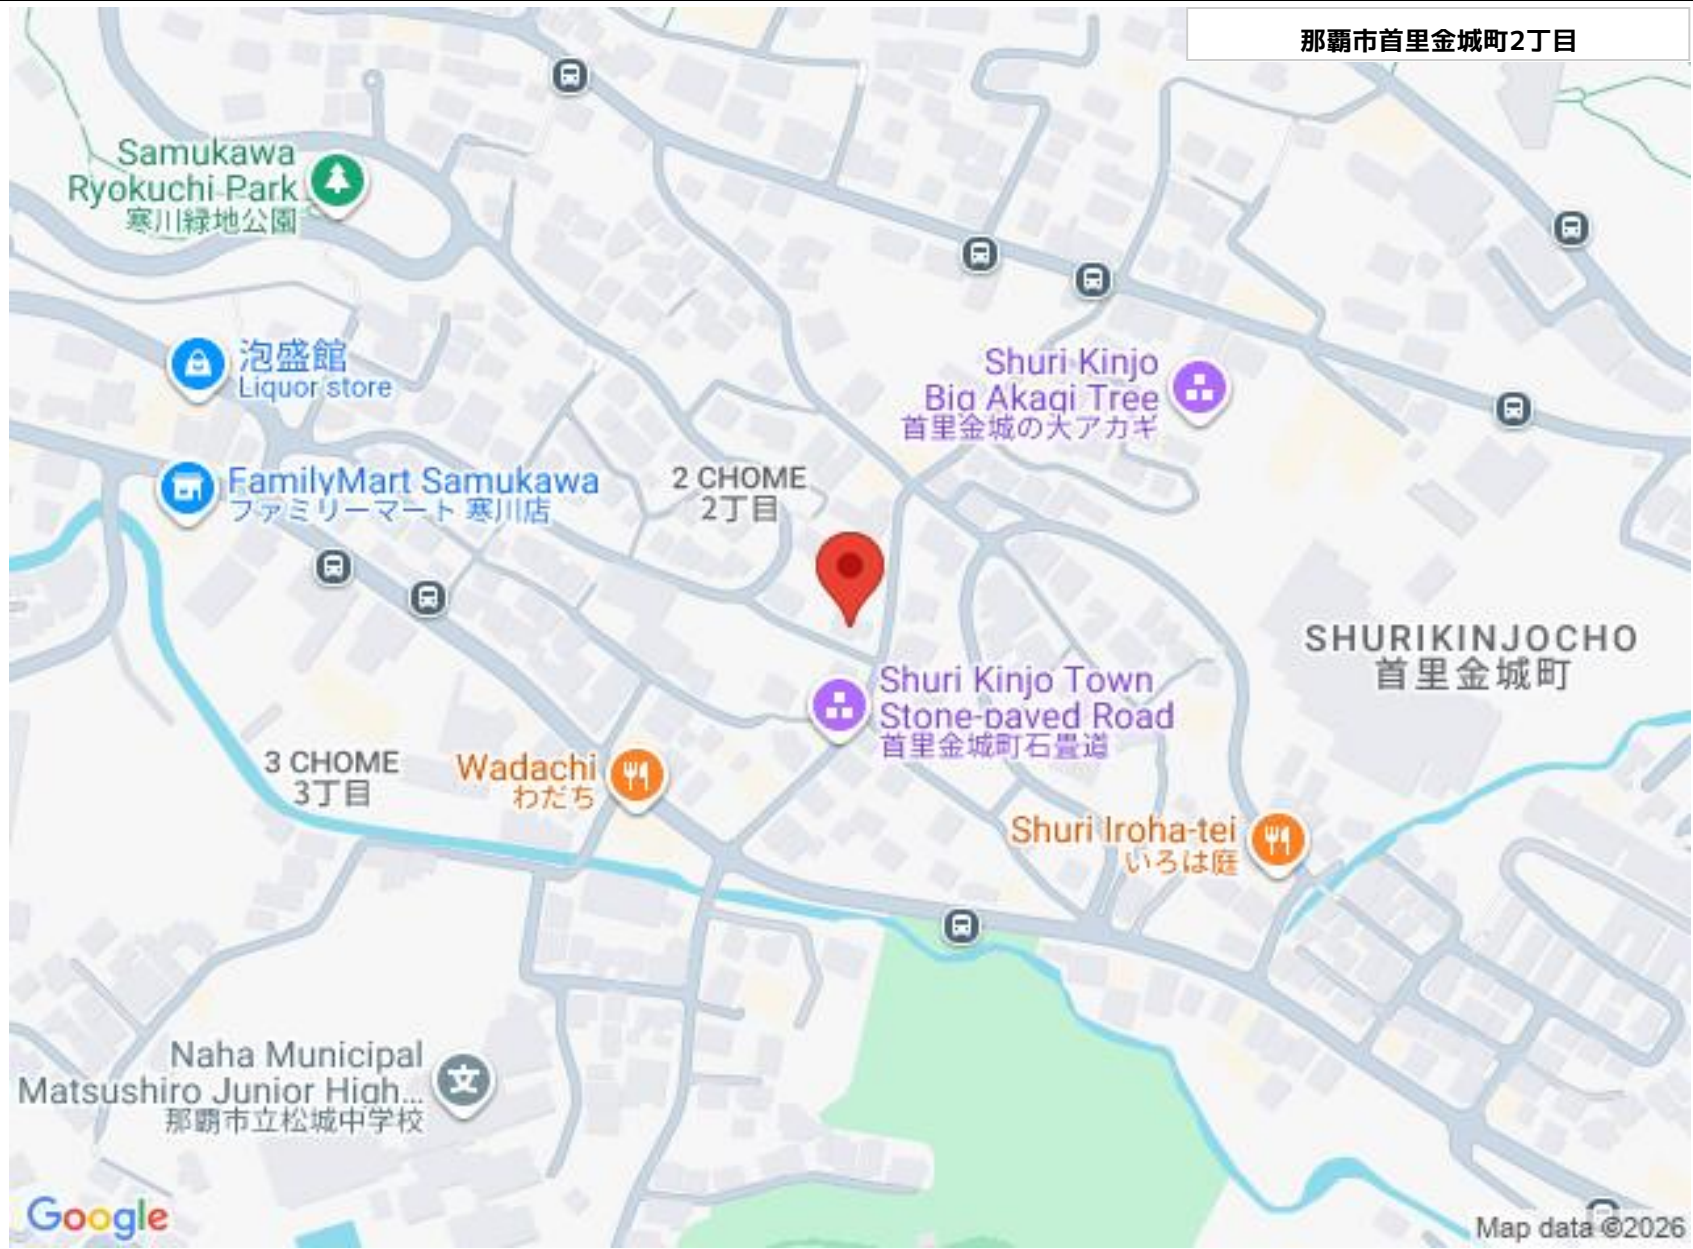 那覇市首里金城町2丁目
Samukawa
Ryokuchi Park
寒川緑地公園
泡盛館
Liquor store
Shuri Kinjo
Big Akagi Tree
首里金城の大アカギ
FamilyMart Samukawa
ファミリーマート 寒川店
2 CHOME
2丁目
SHURIKINJOCHO
首里金城町
Shuri Kinjo Town
Stone-paved Road
首里金城町石畳道
3 CHOME
3丁目
Wadachi
わだち
Shuri Iroha-tei
いろは庭
Naha Municipal
Matsushiro Junior High...
那覇市立松城中学校
文
Google
Map data ©2026